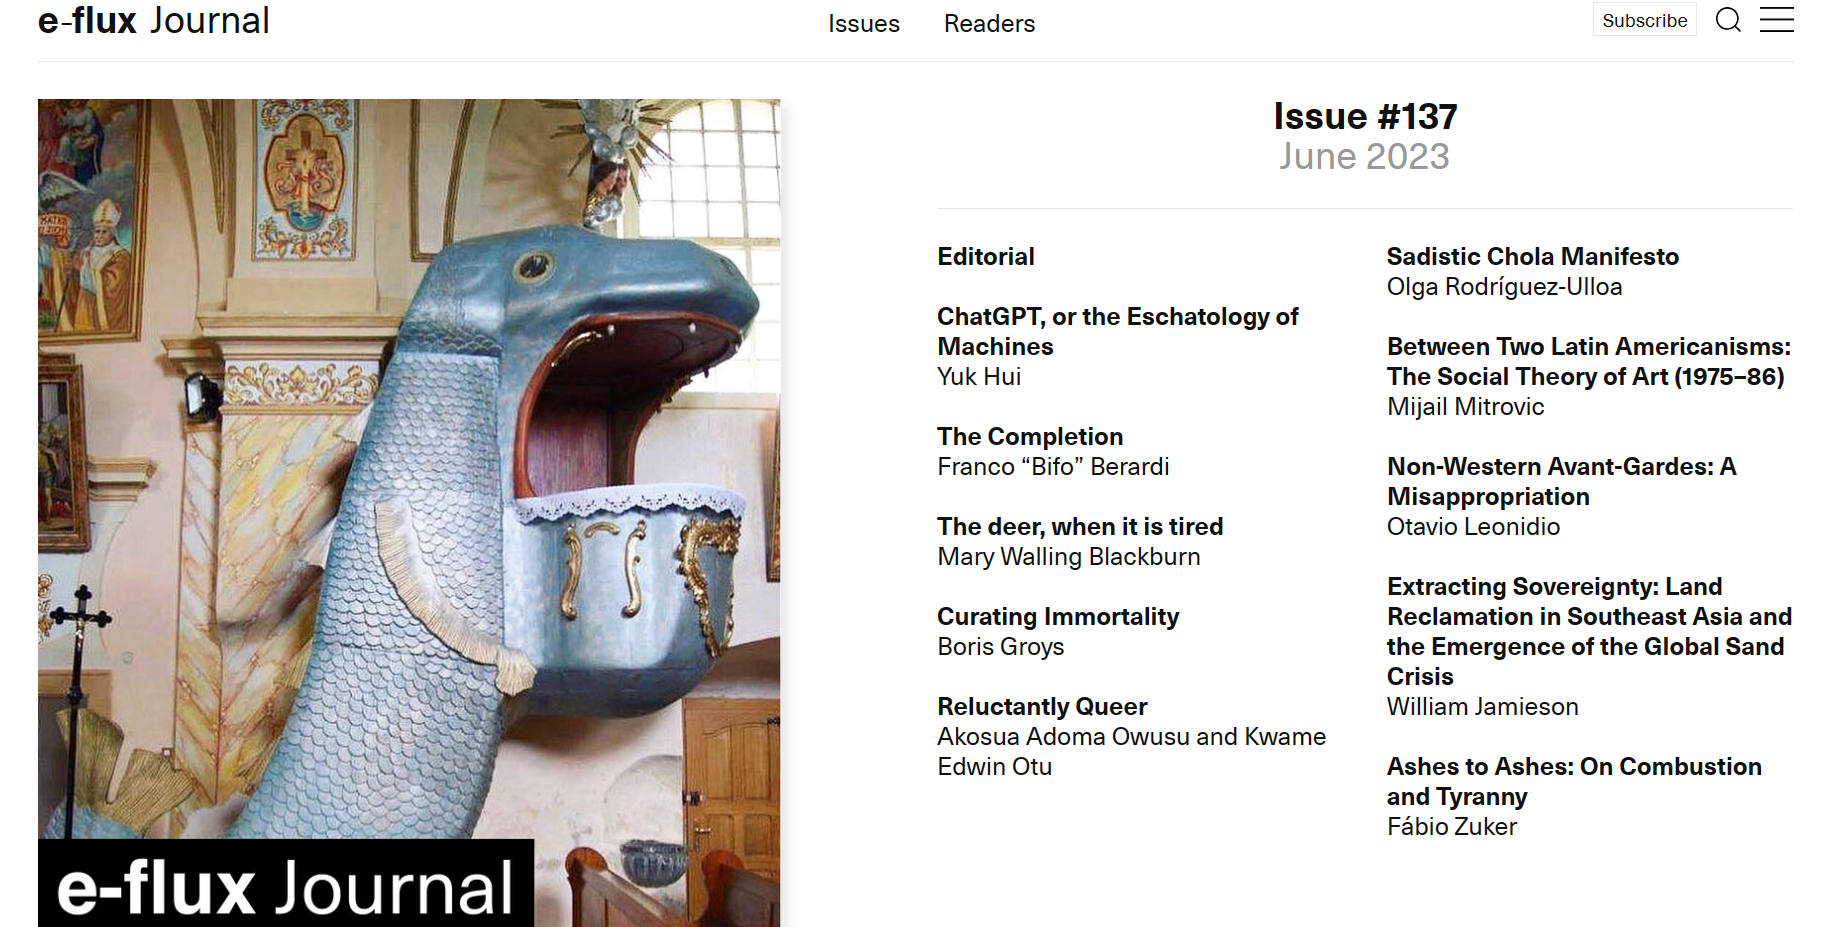 e-flux Journal
Issues
Readers
Subscribe
e-flux Journal
Issue #137
June 2023
Editorial
ChatGPT, or the Eschatology of
Machines
Yuk Hui
The Completion
Franco “Bifo” Berardi
The deer, when it is tired
Mary Walling Blackburn
Curating Immortality
Boris Groys
Reluctantly Queer
Akosua Adoma Owusu and Kwame
Edwin Otu
Sadistic Chola Manifesto
Olga Rodríguez-Ulloa
Between Two Latin Americanisms:
The Social Theory of Art (1975–86)
Mijail Mitrovic
Non-Western Avant-Gardes: A
Misappropriation
Otavio Leonidio
Extracting Sovereignty: Land
Reclamation in Southeast Asia and
the Emergence of the Global Sand
Crisis
William Jamieson
Ashes to Ashes: On Combustion
and Tyranny
Fábio Zuker